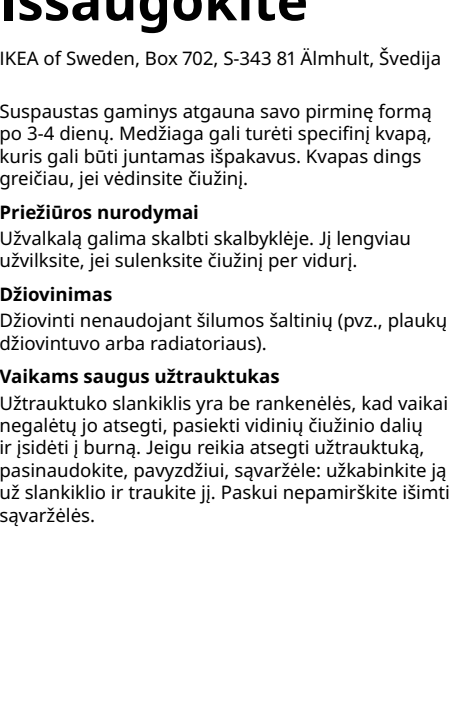 Išsaugokite
IKEA of Sweden, Box 702, S-343 81 Älmhult, Švedija
Suspaustas gaminys atgauna savo pirminę formą
po 3-4 dienų. Medžiaga gali turėti specifinį kvapą,
kuris gali būti juntamas išpakavus. Kvapas dings
greičiau, jei vėdinsite čiužinį.
Priežiūros nurodymai
Užvalkalą galima skalbti skalbyklėje. Jį lengviau
užvilksite, jei sulenksite čiužinį per vidurį.
Džiovinimas
Džiovinti nenaudojant šilumos šaltinių (pvz., plaukų
džiovintuvo arba radiatoriaus).
Vaikams saugus užtrauktukas
Užtrauktuko slankiklis yra be rankenėlės, kad vaikai
negalėtų jo atsegti, pasiekti vidinių čiužinio dalių
ir įsidėti į burną. Jeigu reikia atsegti užtrauktuką,
pasinaudokite, pavyzdžiui, sąvaržėle: užkabinkite ją
už slankiklio ir traukite jį. Paskui nepamirškite išimti
sąvaržėlės.